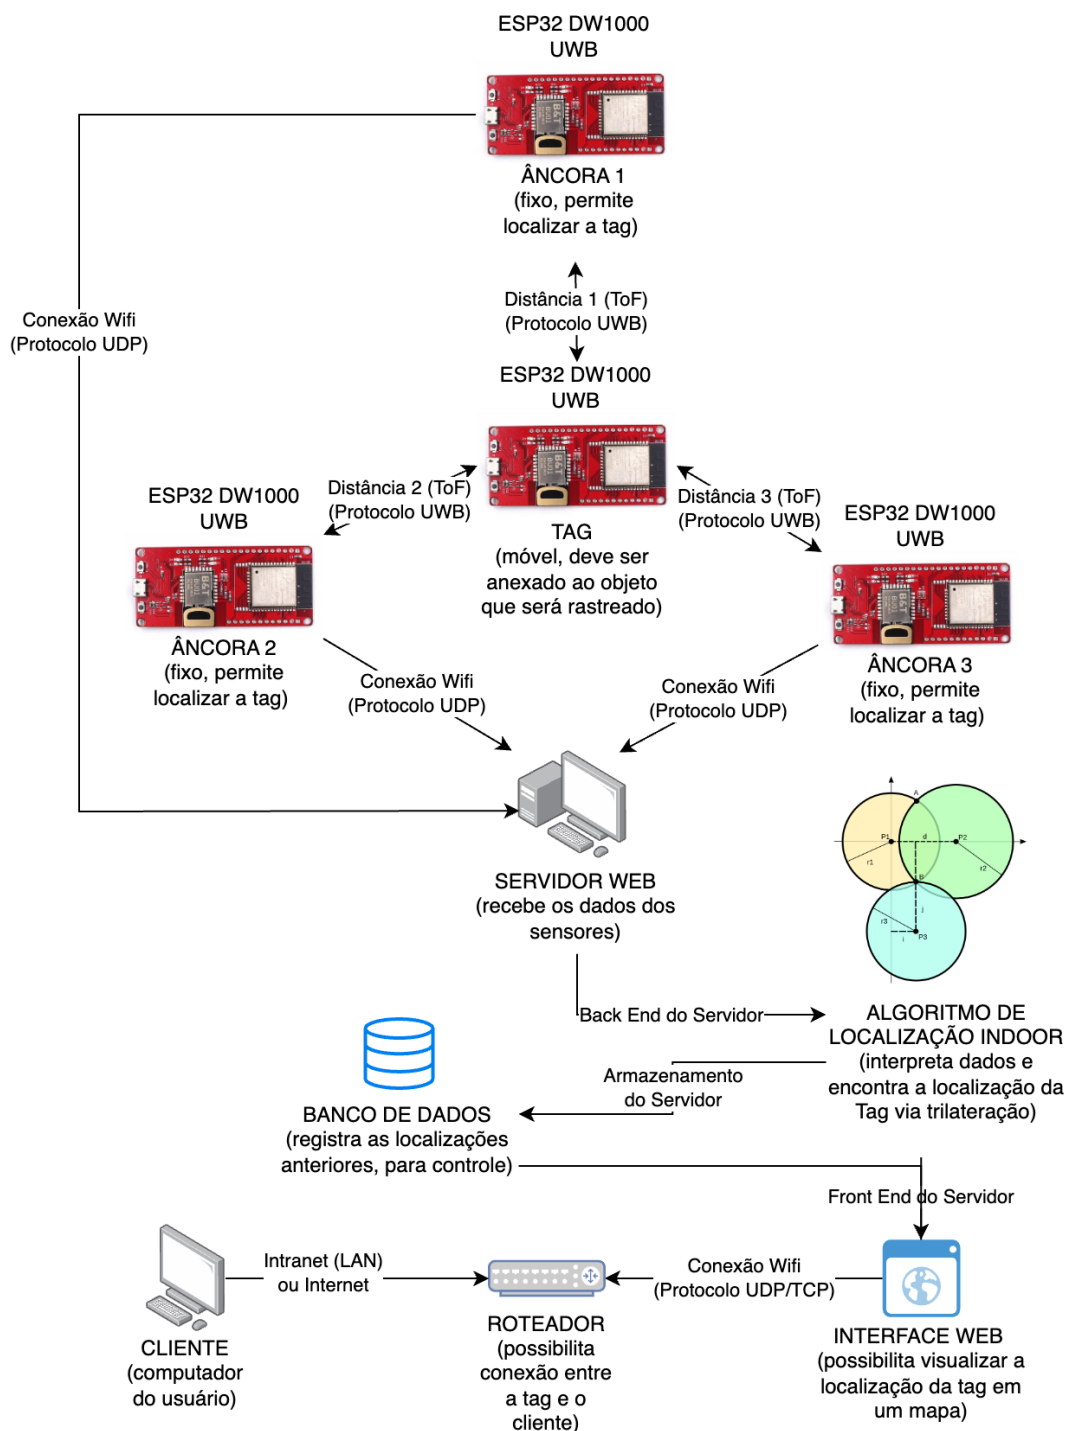 ESP32 DW1000
UWB
ÂNCORA 1
(fixo, permite
localizar a tag)
Conexão Wifi
(Protocolo UDP)
Distância 1 (ToF)
(Protocolo UWB)
ESP32 DW1000
UWB
TAG
(móvel, deve ser
anexado ao objeto
que será rastreado)
Distância 2 (ToF)
(Protocolo UWB)
Distância 3 (ToF)
(Protocolo UWB)
ESP32 DW1000
UWB
ÂNCORA 2
(fixo, permite
localizar a tag)
ESP32 DW1000
UWB
ÂNCORA 3
(fixo, permite
localizar a tag)
Conexão Wifi
(Protocolo UDP)
Conexão Wifi
(Protocolo UDP)
SERVIDOR WEB
(recebe os dados dos
sensores)
A
P1
d
P2
r1
r2
B
r3
j
P3
i
Back End do Servidor
ALGORITMO DE
LOCALIZAÇÃO INDOOR
(interpreta dados e
encontra a localização da
Tag via trilateração)
Armazenamento
do Servidor
BANCO DE DADOS
(registra as localizações
anteriores, para controle)
Front End do Servidor
Intranet (LAN)
ou Internet
Conexão Wifi
(Protocolo UDP/TCP)
CLIENTE
(computador
do usuário)
ROTEADOR
(possibilita
conexão entre
a tag e o
cliente)
INTERFACE WEB
(possibilita visualizar a
localização da tag em
um mapa)